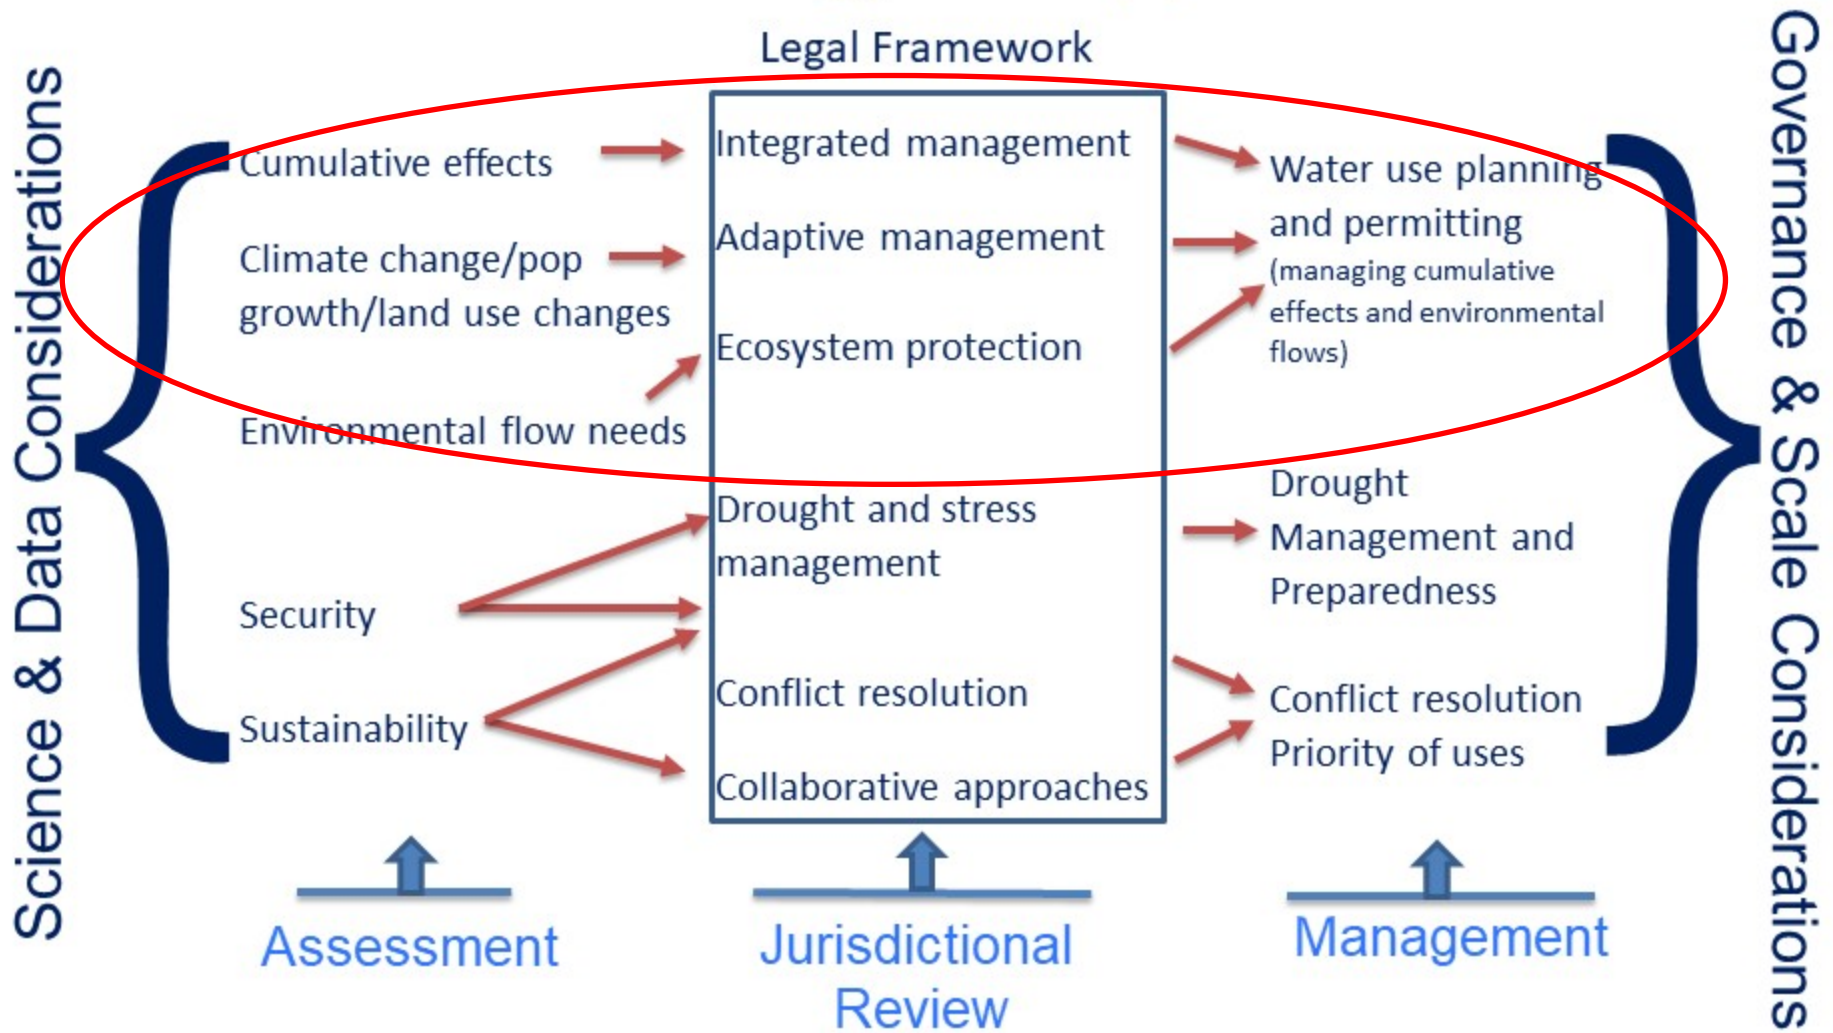 Legal Framework
Science & Data Considerations
Cumulative effects
Climate change/pop
growth/land use changes
Environmental flow needs
Security
Sustainability
Integrated management
Adaptive management
Ecosystem protection
Drought and stress
management
Conflict resolution
Collaborative approaches
Water use planning
and permitting
(managing cumulative
effects and environmental
flows)
Drought
Management and
Preparedness
Conflict resolution
Priority of uses
Governance & Scale Considerations
Assessment
Jurisdictional
Review
Management